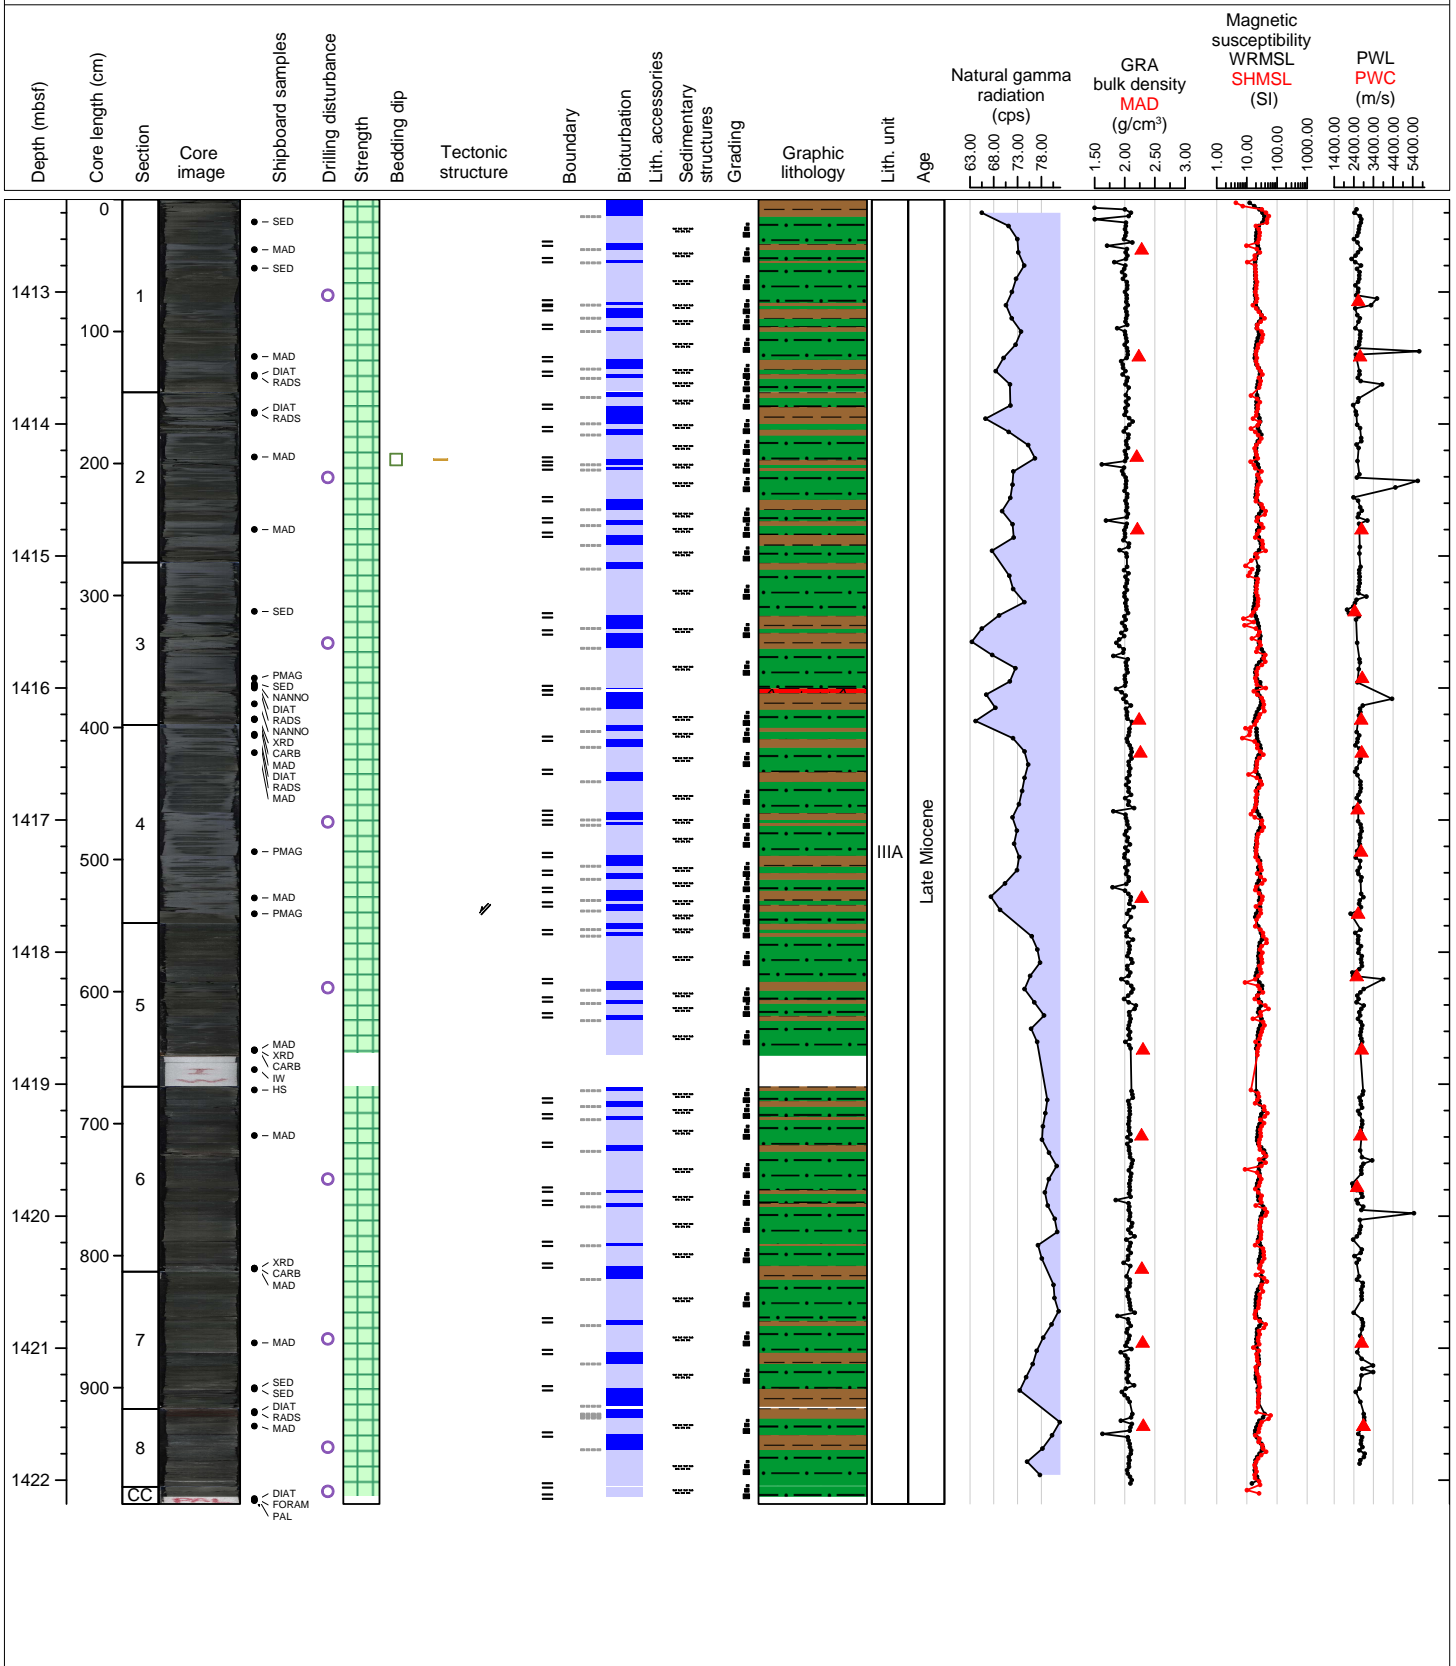 Depth (mbsf)
Core length (cm)
Section
Core
image
Shipboard samples
Drilling disturbance
Strength
Bedding dip
Tectonic
structure
Boundary
Bioturbation
Lith. accessories
Sedimentary
structures
Grading
Graphic
lithology
Lith. unit
Age
Natural gamma
radiation
(cps)
63.00
68.00
73.00
78.00
GRA
bulk density
MAD
(g/cm³)
1.50
2.00
2.50
3.00
Magnetic
susceptibility
WRMSL
SHMSL
(SI)
1.00
10.00
100.00
1000.00
PWL
PWC
(m/s)
1400.00
2400.00
3400.00
4400.00
5400.00
1413
1414
1415
1416
1417
1418
1419
1420
1421
1422
0
100
200
300
400
500
600
700
800
900
1
2
3
4
5
6
7
8
CC
SED
MAD
SED
MAD
DIAT
RADS
DIAT
RADS
MAD
MAD
SED
PMAG
SED
NANNO
DIAT
RADS
NANNO
XRD
CARB
MAD
DIAT
RADS
MAD
PMAG
MAD
PMAG
MAD
XRD
CARB
IW
HS
MAD
XRD
CARB
MAD
MAD
SED
SED
DIAT
RADS
MAD
DIAT
FORAM
PAL
IIIA
Late Miocene